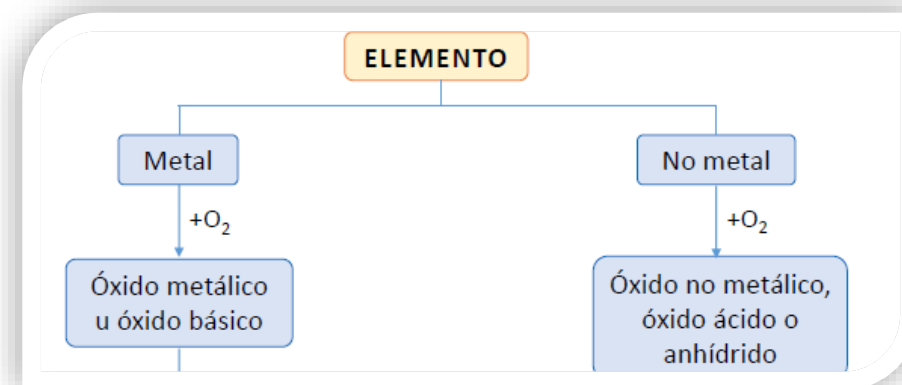 ELEMENTO
Metal
No metal
+O₂
+O₂
Óxido metálico
u óxido básico
Óxido no metálico,
óxido ácido o
anhídrido